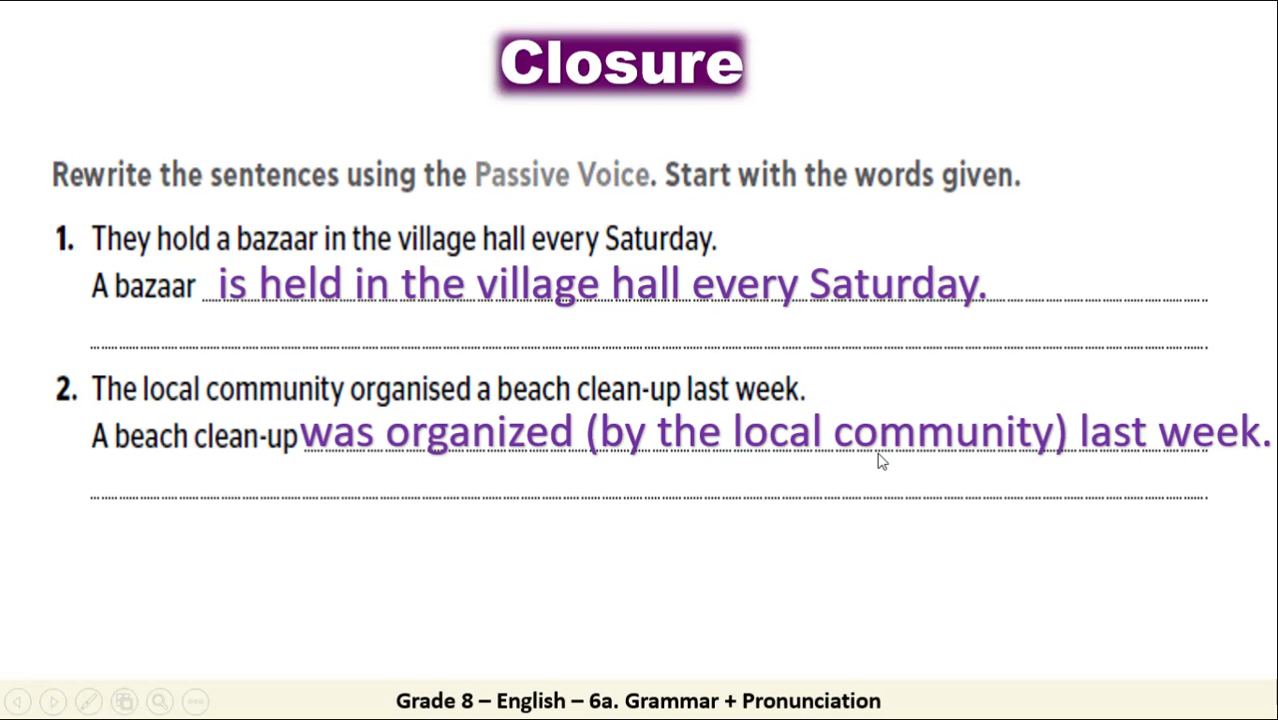 Closure
Rewrite the sentences using the Passive Voice. Start with the words given.
1. They hold a bazaar in the village hall every Saturday.
A bazaar is held in the village hall every Saturday.
2. The local community organised a beach clean-up last week.
A beach clean-up was organized (by the local community) last week.
Grade 8 – English – 6a. Grammar + Pronunciation